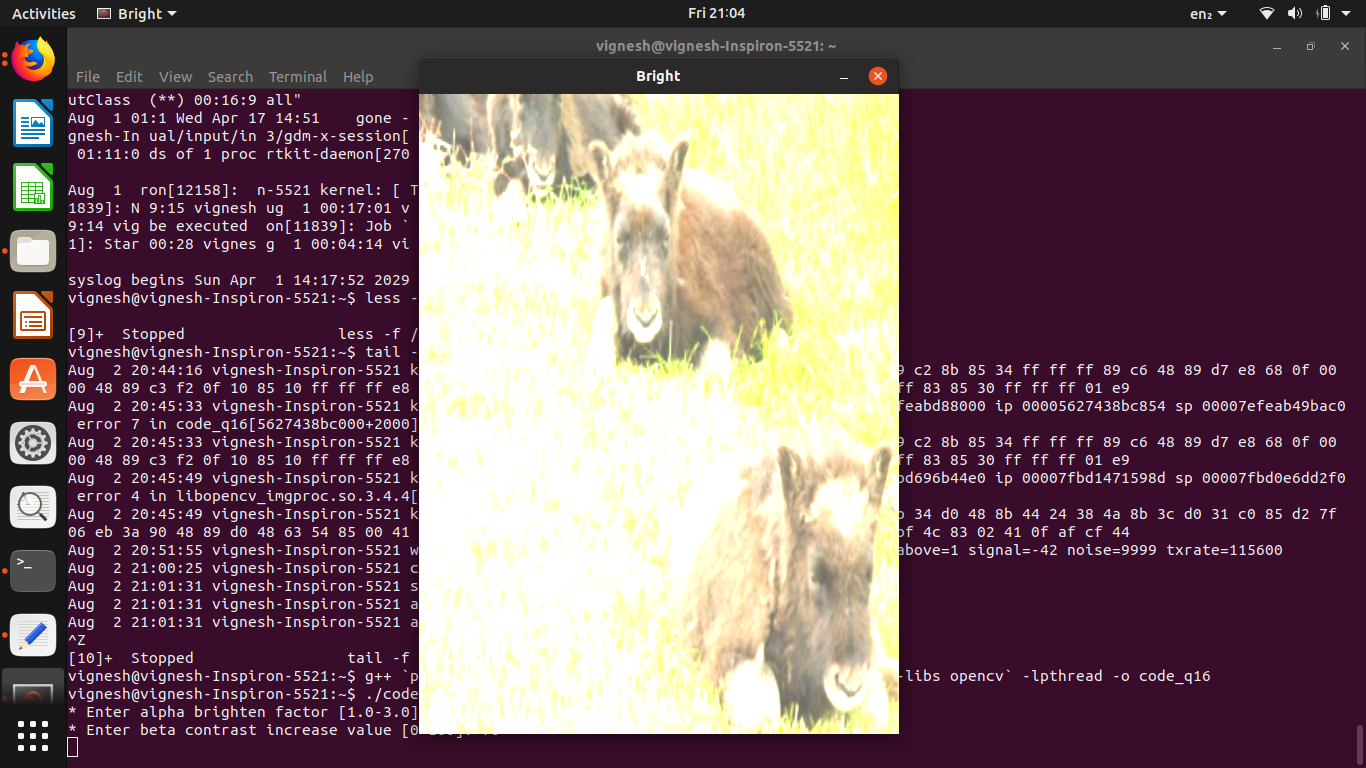 Activities Bright Fri 21:04 en₂
vignesh@vignesh-Inspiron-5521: ~
File Edit View Search Terminal Help
Bright
utClass  (**) 00:16:9 all"
Aug  1 01:1 Wed Apr 17 14:51    gone -
gnesh-In ual/input/in 3/gdm-x-session[
 01:11:0 ds of 1 proc rtkit-daemon[270
Aug  1  ron[12158]:  n-5521 kernel: [ T
1839]: N 9:15 vignesh ug  1 00:17:01 v
9:14 vig be executed  on[11839]: Job `
1]: Star 00:28 vignes g  1 00:04:14 vi
syslog begins Sun Apr  1 14:17:52 2029
vignesh@vignesh-Inspiron-5521:~$ less -
[9]+  Stopped                 less -f /
vignesh@vignesh-Inspiron-5521:~$ tail -
Aug  2 20:44:16 vignesh-Inspiron-5521 k 9 c2 8b 85 34 ff ff ff 89 c6 48 89 d7 e8 68 0f 00
00 48 89 c3 f2 0f 10 85 10 ff ff ff e8 ff 83 85 30 ff ff ff 01 e9
Aug  2 20:45:33 vignesh-Inspiron-5521 k feabd88000 ip 00005627438bc854 sp 00007efeab49bac0
 error 7 in code_q16[5627438bc000+2000]
Aug  2 20:45:33 vignesh-Inspiron-5521 k 9 c2 8b 85 34 ff ff ff 89 c6 48 89 d7 e8 68 0f 00
00 48 89 c3 f2 0f 10 85 10 ff ff ff e8 ff 83 85 30 ff ff ff 01 e9
Aug  2 20:45:49 vignesh-Inspiron-5521 k bd696b44e0 ip 00007fbd1471598d sp 00007fbd0e6dd2f0
 error 4 in libopencv_imgproc.so.3.4.4[
Aug  2 20:45:49 vignesh-Inspiron-5521 k 34 d0 48 8b 44 24 38 4a 8b 3c d0 31 c0 85 d2 7f
06 eb 3a 90 48 89 d0 48 63 54 85 00 41 0f 4c 83 02 41 0f af cf 44
Aug  2 20:51:55 vignesh-Inspiron-5521 w above=1 signal=-42 noise=9999 txrate=115600
Aug  2 21:00:25 vignesh-Inspiron-5521 c
Aug  2 21:01:31 vignesh-Inspiron-5521 s
Aug  2 21:01:31 vignesh-Inspiron-5521 a
Aug  2 21:01:31 vignesh-Inspiron-5521 a
^Z
[10]+  Stopped                 tail -f
vignesh@vignesh-Inspiron-5521:~$ g++ `p -libs opencv` -lpthread -o code_q16
vignesh@vignesh-Inspiron-5521:~$ ./code
* Enter alpha brighten factor [1.0-3.0]
* Enter beta contrast increase value [0